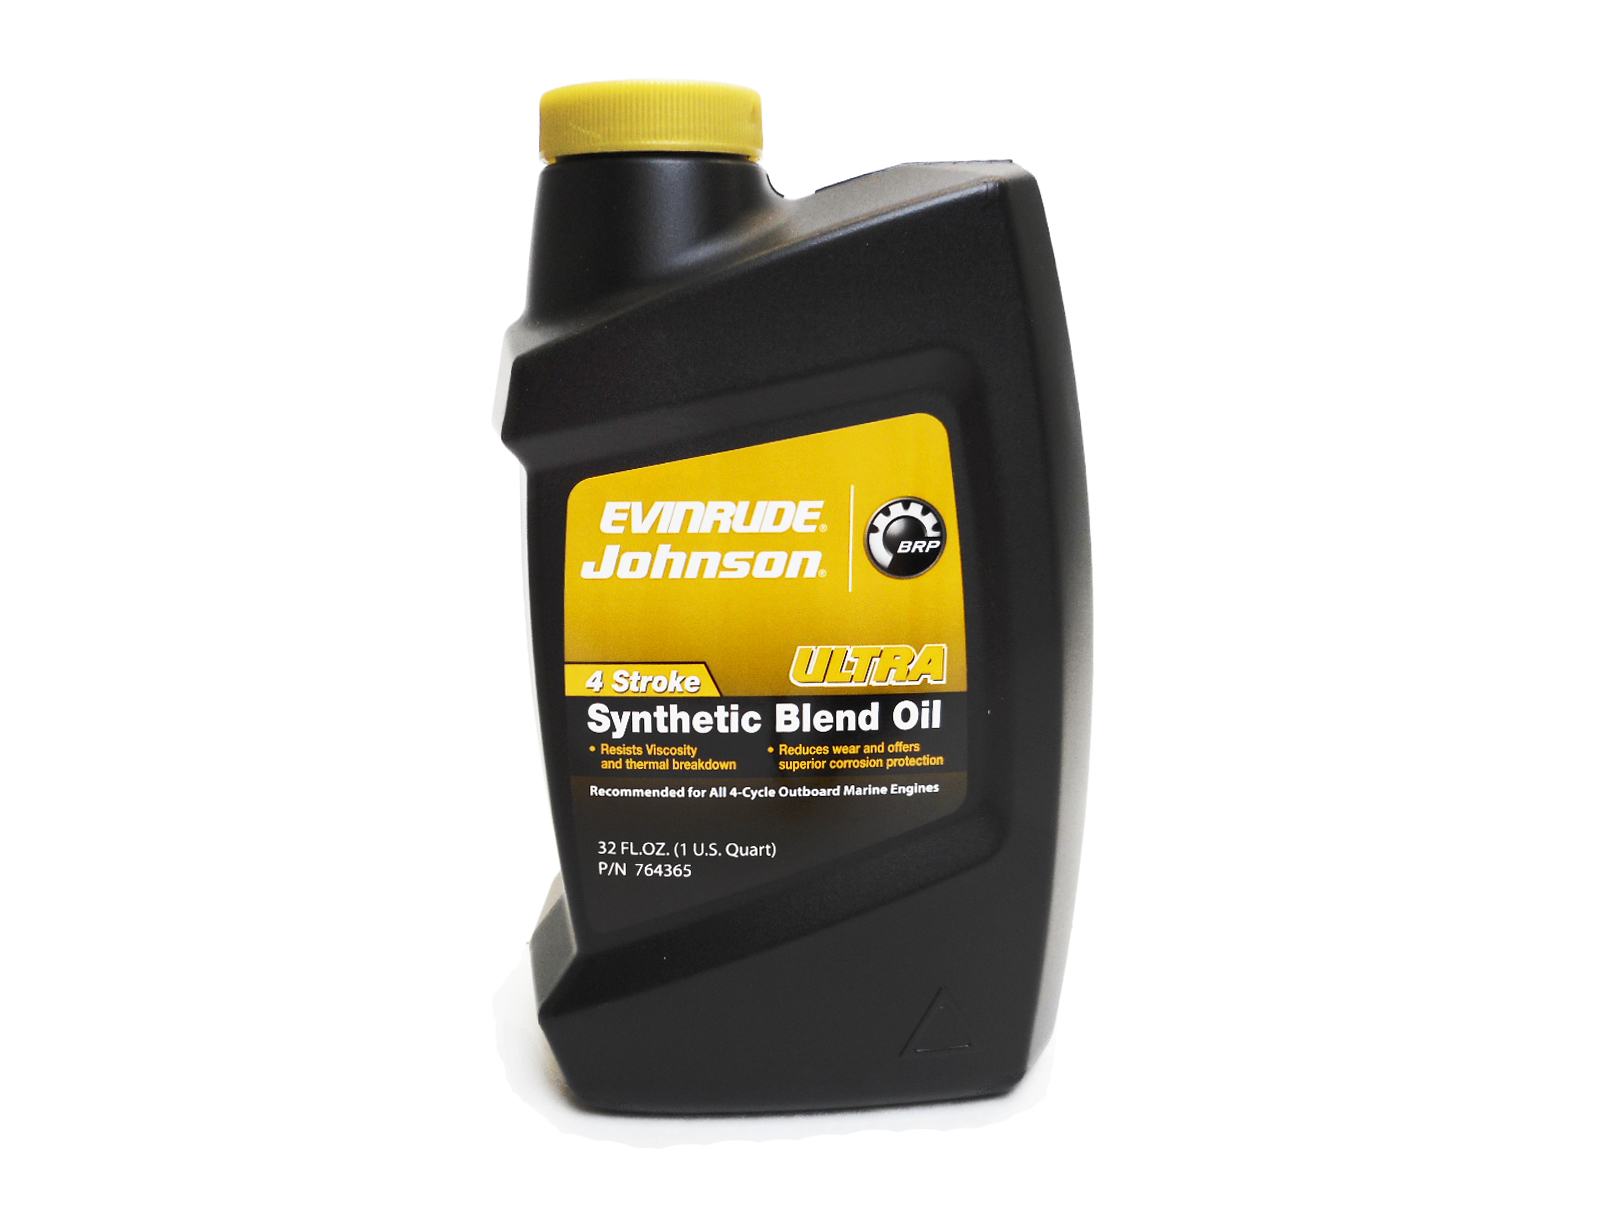 EVINRUDE®
Johnson®
BRP
ULTRA
4 Stroke
Synthetic Blend Oil
• Resists Viscosity
and thermal breakdown
• Reduces wear and offers
superior corrosion protection
Recommended for All 4-Cycle Outboard Marine Engines
32 FL.OZ. (1 U.S. Quart)
P/N 764365